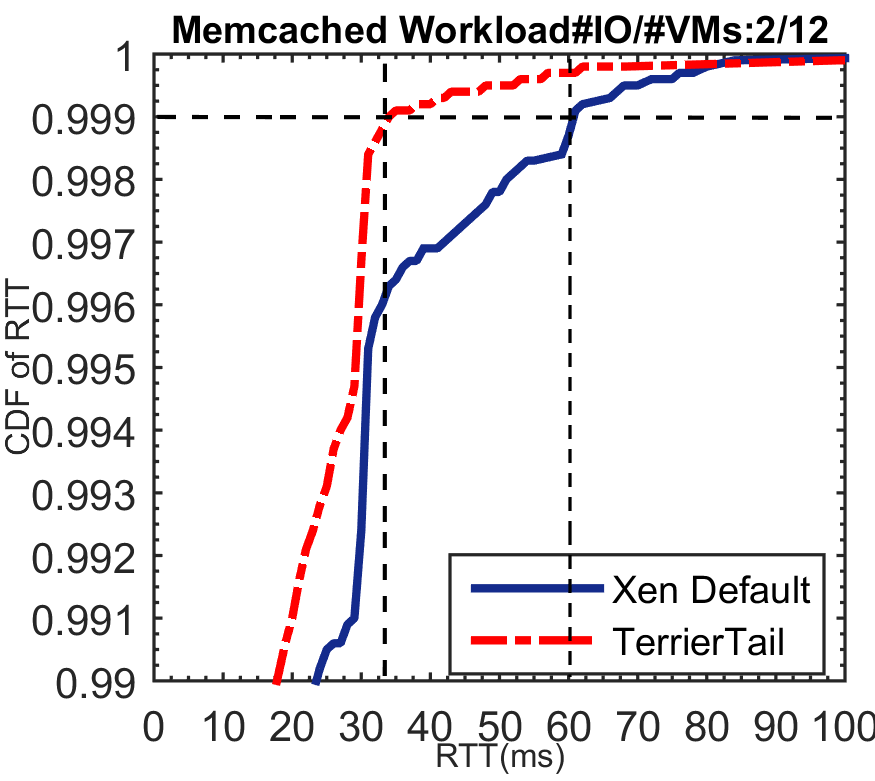 Memcached Workload#IO/#VMs:2/12
1
0.999
0.998
0.997
0.996
0.995
0.994
0.993
0.992
0.991
0.99
CDF of RTT
Xen Default
TerrierTail
0 10 20 30 40 50 60 70 80 90 100
RTT(ms)